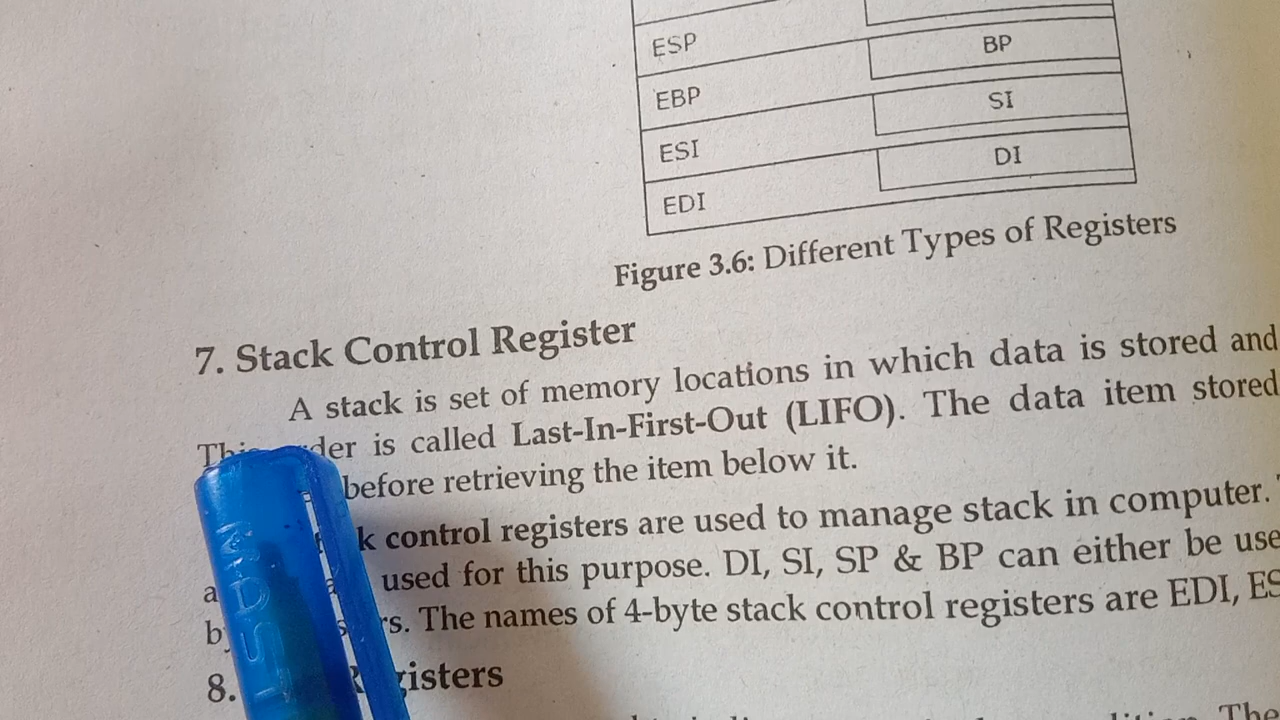 ESP
BP
EBP
SI
ESI
DI
EDI
Figure 3.6: Different Types of Registers
7. Stack Control Register
A stack is set of memory locations in which data is stored and
is called Last-In-First-Out (LIFO). The data item stored
before retrieving the item below it.
control registers are used to manage stack in computer.
used for this purpose. DI, SI, SP & BP can either be use
The names of 4-byte stack control registers are EDI, ES
8.
The